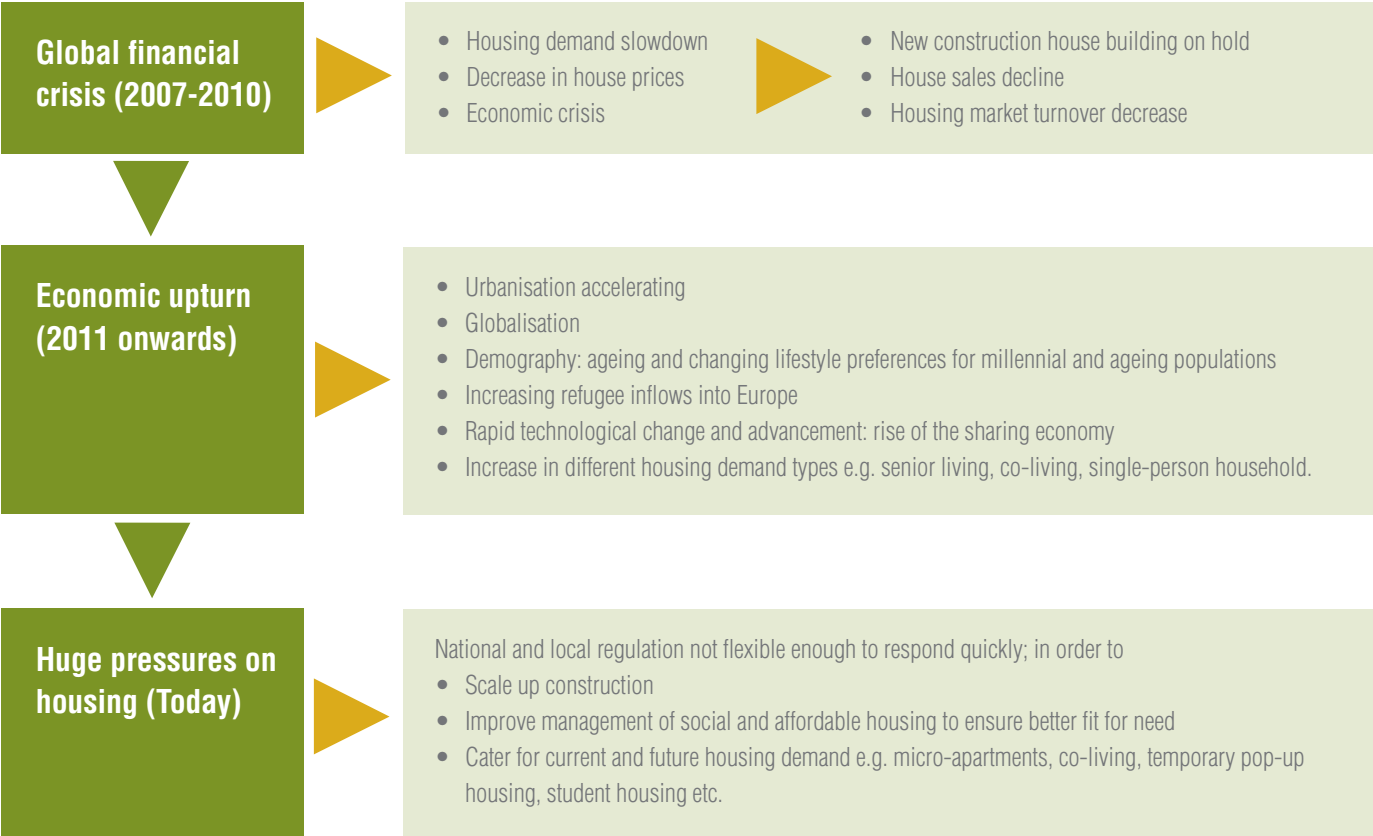 Global financial
crisis (2007-2010)
• Housing demand slowdown
• Decrease in house prices
• Economic crisis
• New construction house building on hold
• House sales decline
• Housing market turnover decrease
Economic upturn
(2011 onwards)
• Urbanisation accelerating
• Globalisation
• Demography: ageing and changing lifestyle preferences for millennial and ageing populations
• Increasing refugee inflows into Europe
• Rapid technological change and advancement: rise of the sharing economy
• Increase in different housing demand types e.g. senior living, co-living, single-person household.
Huge pressures on
housing (Today)
National and local regulation not flexible enough to respond quickly; in order to
• Scale up construction
• Improve management of social and affordable housing to ensure better fit for need
• Cater for current and future housing demand e.g. micro-apartments, co-living, temporary pop-up
housing, student housing etc.